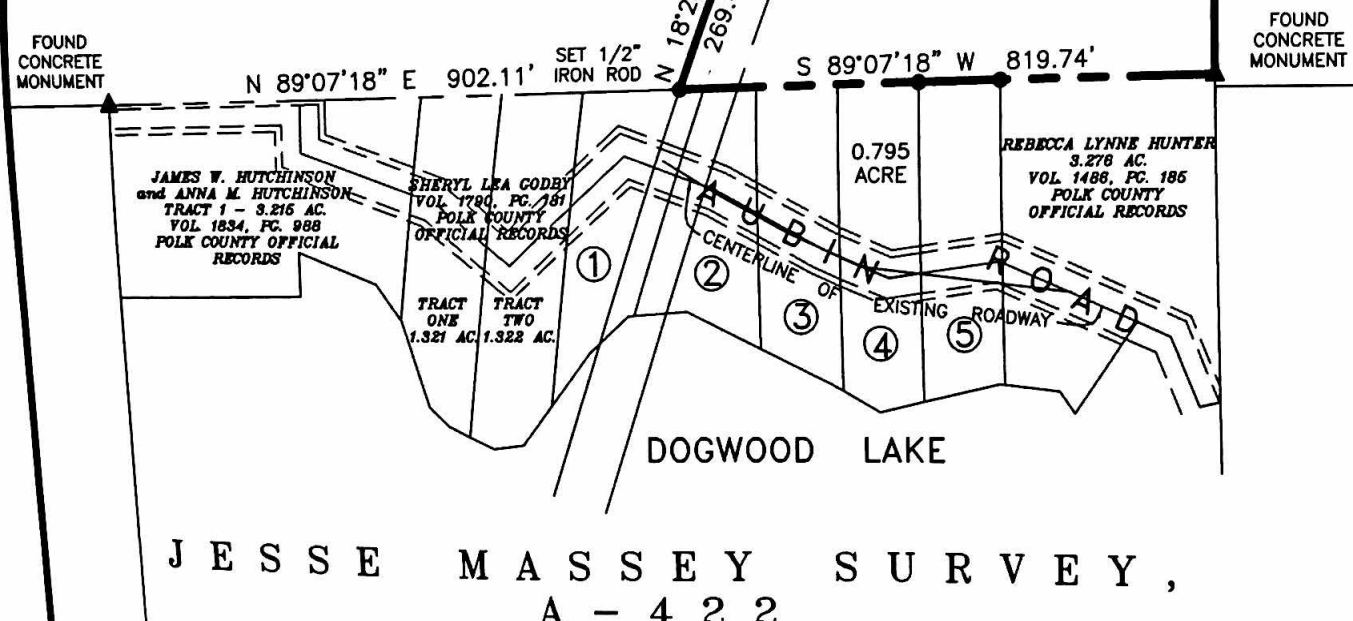 FOUND
CONCRETE
MONUMENT
N 89°07'18" E 902.11'
SET 1/2"
IRON ROD
N 18°2
269.
S 89°07'18" W 819.74'
FOUND
CONCRETE
MONUMENT
JAMES W. HUTCHINSON
and ANNA M. HUTCHINSON
TRACT 1 - 3.215 AC.
VOL 1834, PG. 988
POLK COUNTY OFFICIAL
RECORDS
SHERYL LEA GODBY
VOL 1790, PG. 181
POLK COUNTY
OFFICIAL RECORDS
TRACT
ONE
1.321 AC.
TRACT
TWO
1.322 AC.
0.795
ACRE
REBECCA LYNNE HUNTER
3.276 AC.
VOL 1486, PG. 185
POLK COUNTY
OFFICIAL RECORDS
AUBIN ROAD
CENTERLINE OF EXISTING ROADWAY
1
2
3
4
5
DOGWOOD LAKE
JESSE MASSEY SURVEY,
A-422